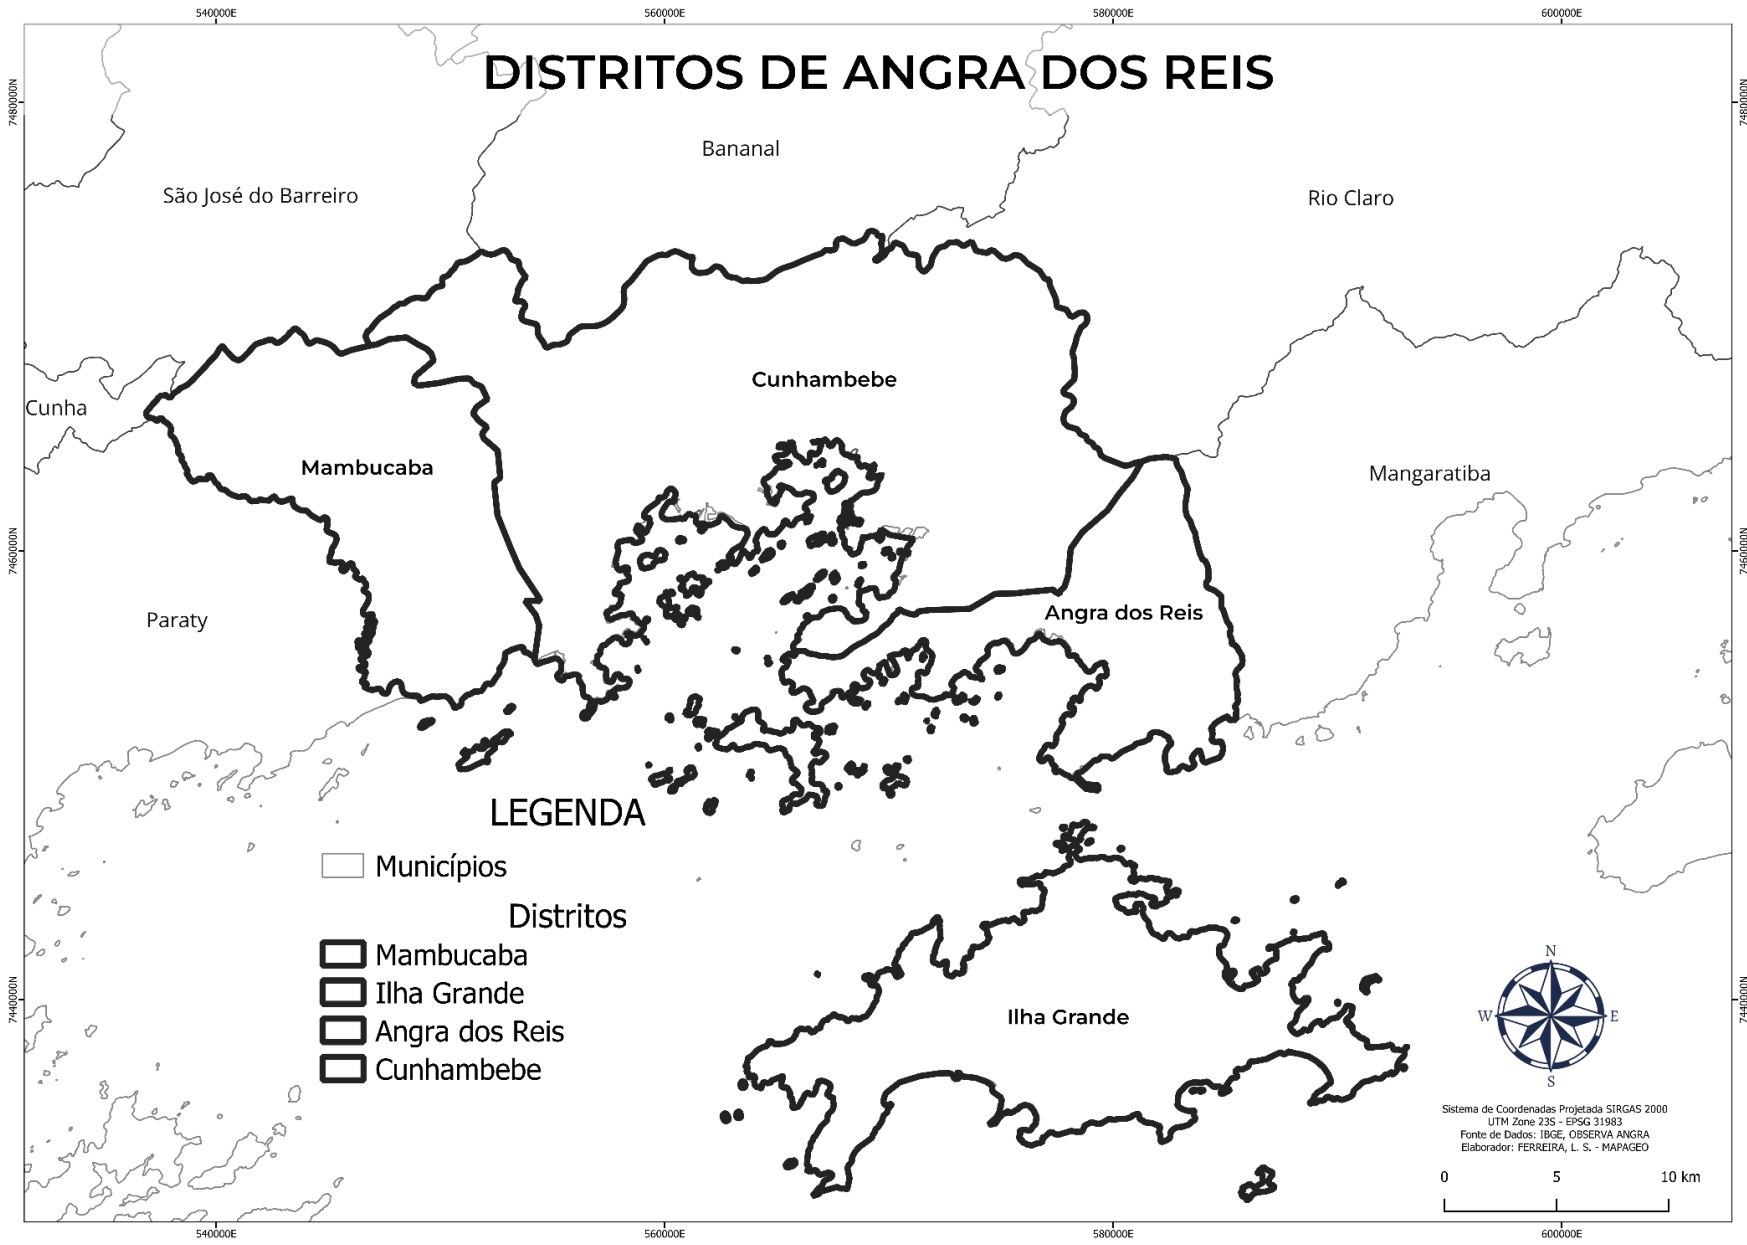 540000E 560000E 580000E 600000E
DISTRITOS DE ANGRA DOS REIS
7480000N 7480000N
Bananal
São José do Barreiro
Rio Claro
Cunhambebe
Cunha
Mambucaba
Mangaratiba
7460000N 7460000N
Angra dos Reis
Paraty
LEGENDA
Municípios
Distritos
Mambucaba
Ilha Grande
Angra dos Reis
Cunhambebe
7440000N 7440000N
Ilha Grande
N
W E
S
Sistema de Coordenadas Projetada SIRGAS 2000
UTM Zone 23S - EPSG 31983
Fonte de Dados: IBGE, OBSERVA ANGRA
Elaborador: FERREIRA, L. S. - MAPAGEO
0 5 10 km
540000E 560000E 580000E 600000E